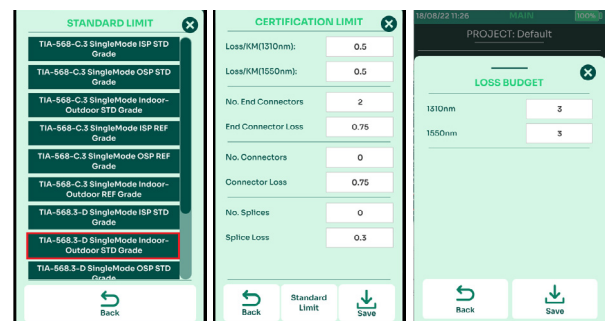 STANDARD LIMIT
TIA-568-C.3 SingleMode ISP STD
Grade
TIA-568-C.3 SingleMode OSP STD
Grade
TIA-568-C.3 SingleMode Indoor-
Outdoor STD Grade
TIA-568-C.3 SingleMode ISP REF
Grade
TIA-568-C.3 SingleMode OSP REF
Grade
TIA-568-C.3 SingleMode Indoor-
Outdoor REF Grade
TIA-568.3-D SingleMode ISP STD
Grade
TIA-568.3-D SingleMode Indoor-
Outdoor STD Grade
TIA-568.3-D SingleMode OSP STD
Grade
Back
CERTIFICATION LIMIT
Loss/KM(1310nm): 0.5
Loss/KM(1550nm): 0.5
No. End Connectors 2
End Connector Loss 0.75
No. Connectors 0
Connector Loss 0.75
No. Splices 0
Splice Loss 0.3
Back
Standard
Limit
Save
18/08/22 11:26 MAIN 100%
PROJECT: Default
LOSS BUDGET
1310nm 3
1550nm 3
Back
Save